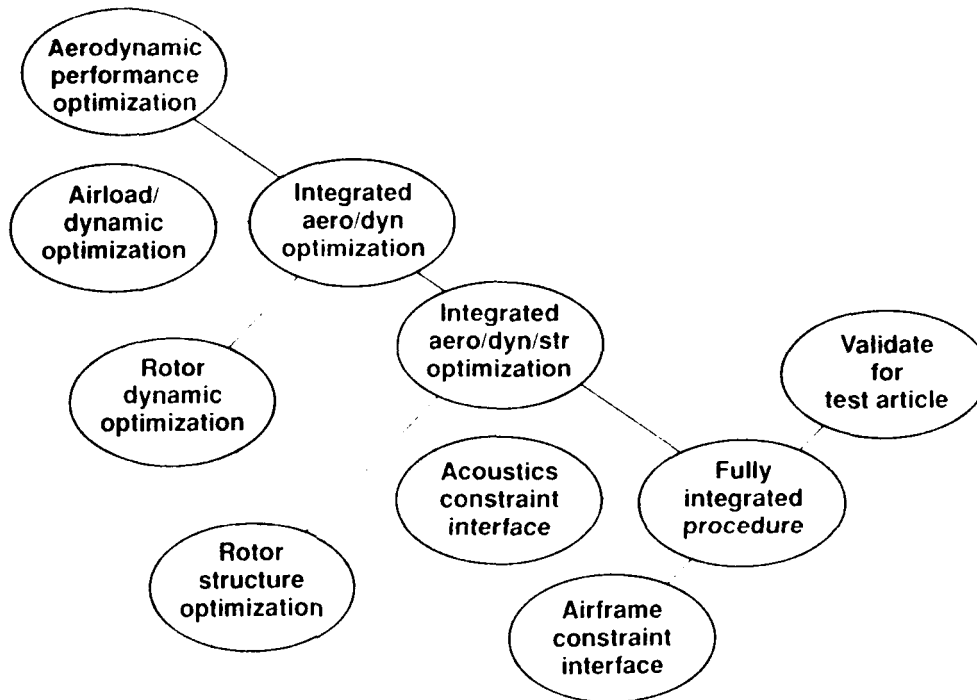 Aerodynamic
performance
optimization
Airload/
dynamic
optimization
Integrated
aero/dyn
optimization
Integrated
aero/dyn/str
optimization
Validate
for
test article
Rotor
dynamic
optimization
Acoustics
constraint
interface
Fully
integrated
procedure
Rotor
structure
optimization
Airframe
constraint
interface